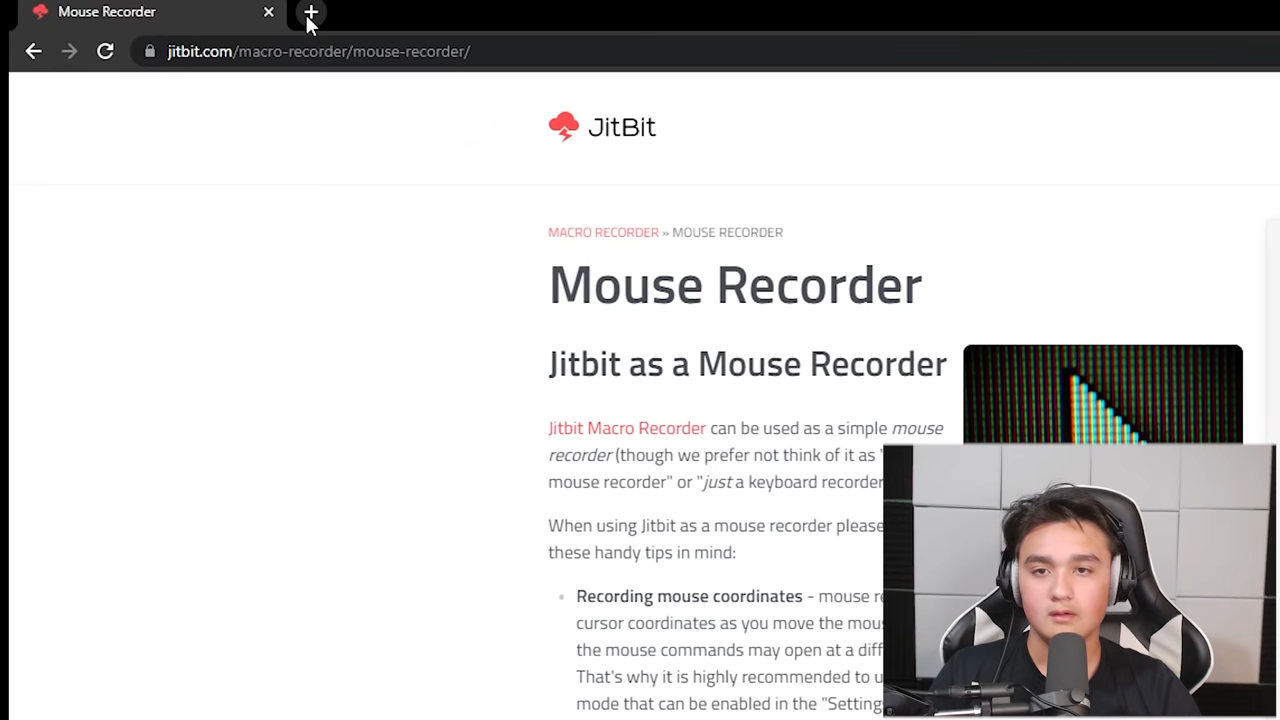 Mouse Recorder
jitbit.com/macro-recorder/mouse-recorder/
JitBit
MACRO RECORDER » MOUSE RECORDER
Mouse Recorder
Jitbit as a Mouse Recorder
Jitbit Macro Recorder can be used as a simple mouse
recorder (though we prefer not think of it as "
mouse recorder" or "just a keyboard recorder
When using Jitbit as a mouse recorder please
these handy tips in mind:
Recording mouse coordinates - mouse re
cursor coordinates as you move the mou
the mouse commands may open at a diff
That's why it is highly recommended to u
mode that can be enabled in the "Setting